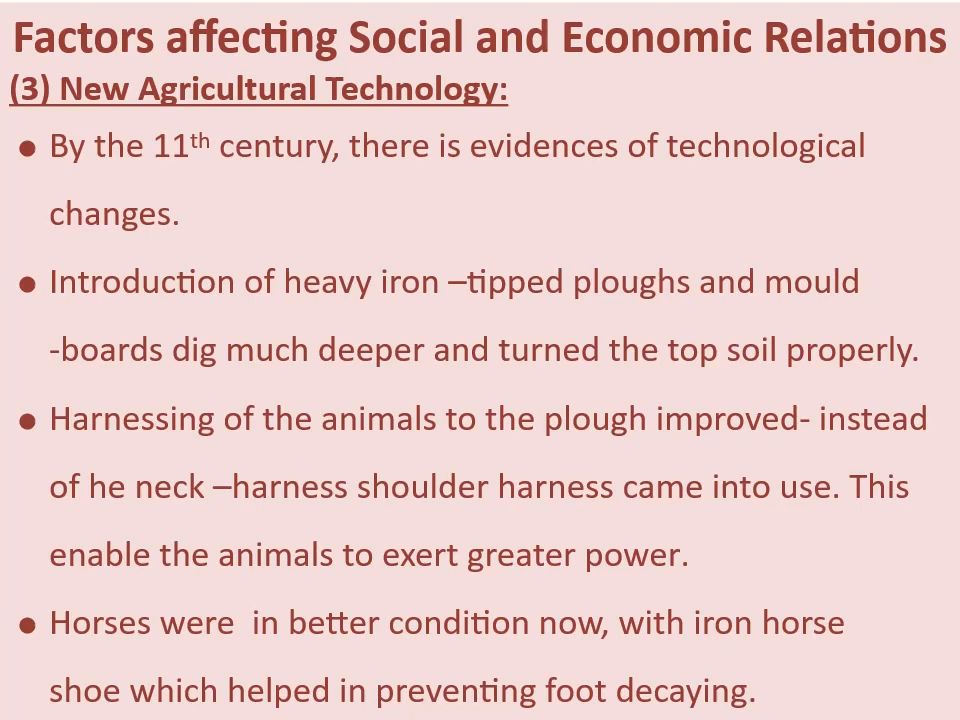 Factors affecting Social and Economic Relations
(3) New Agricultural Technology:
● By the 11th century, there is evidences of technological
changes.
● Introduction of heavy iron –tipped ploughs and mould
-boards dig much deeper and turned the top soil properly.
● Harnessing of the animals to the plough improved- instead
of he neck –harness shoulder harness came into use. This
enable the animals to exert greater power.
● Horses were  in better condition now, with iron horse
shoe which helped in preventing foot decaying.